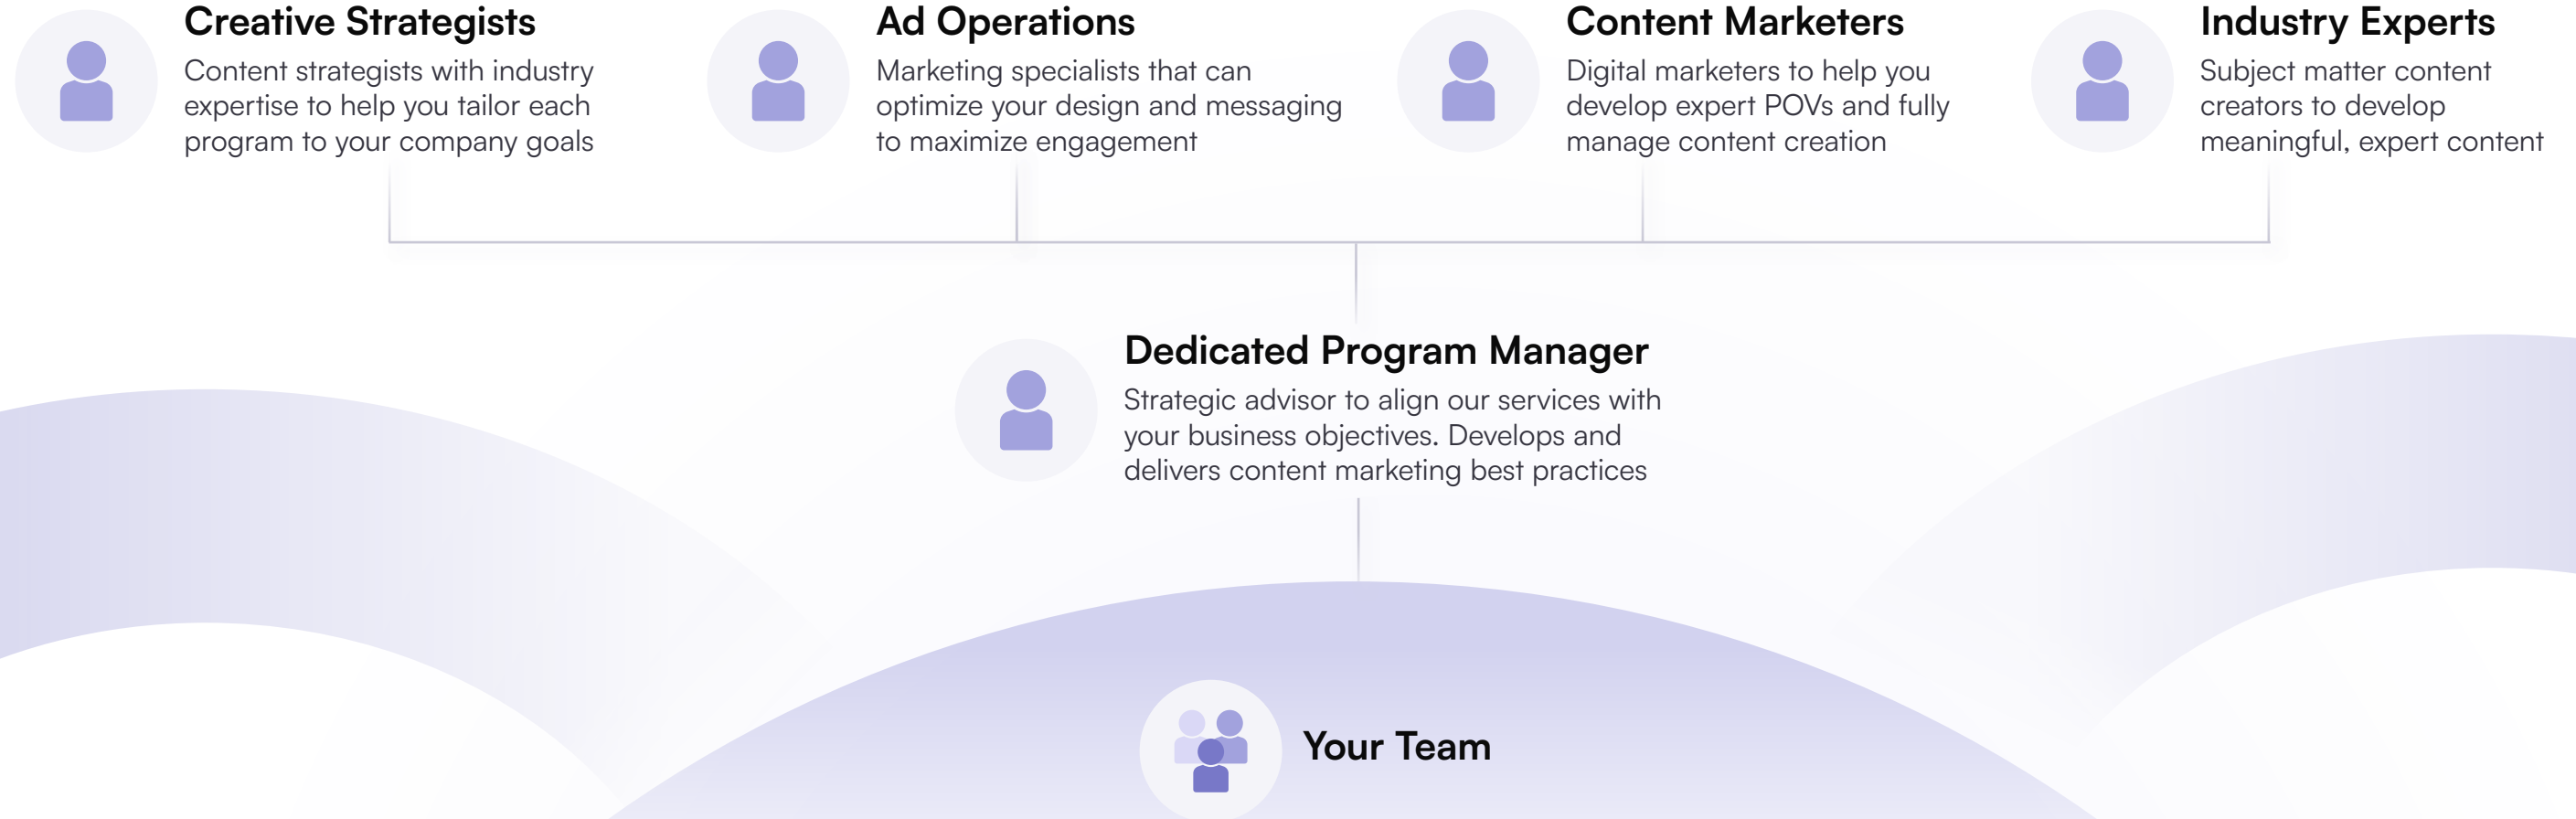 Creative Strategists
Content strategists with industry
expertise to help you tailor each
program to your company goals
Ad Operations
Marketing specialists that can
optimize your design and messaging
to maximize engagement
Content Marketers
Digital marketers to help you
develop expert POVs and fully
manage content creation
Industry Experts
Subject matter content
creators to develop
meaningful, expert content
Dedicated Program Manager
Strategic advisor to align our services with
your business objectives. Develops and
delivers content marketing best practices
Your Team